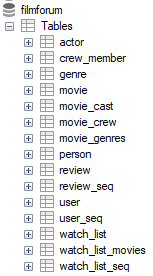 filmforum
Tables
actor
crew_member
genre
movie
movie_cast
movie_crew
movie_genres
person
review
review_seq
user
user_seq
watch_list
watch_list_movies
watch_list_seq